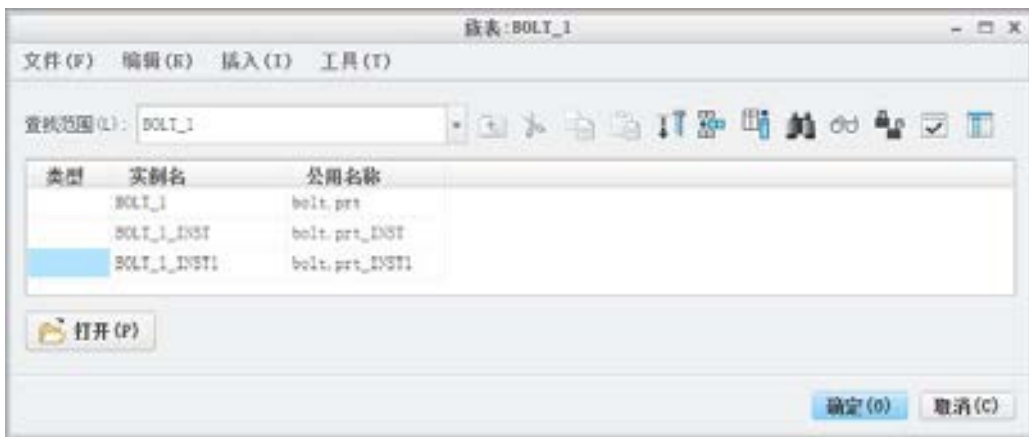 族表:BOLT_1
文件(F) 编辑(E) 插入(I) 工具(T)
查找范围(L): BOLT_1
类型 实例名 公用名称
BOLT_1 bolt.prt
BOLT_1_INST bolt.prt_INST
BOLT_1_INST1 bolt.prt_INST1
打开(P)
确定(O) 取消(C)